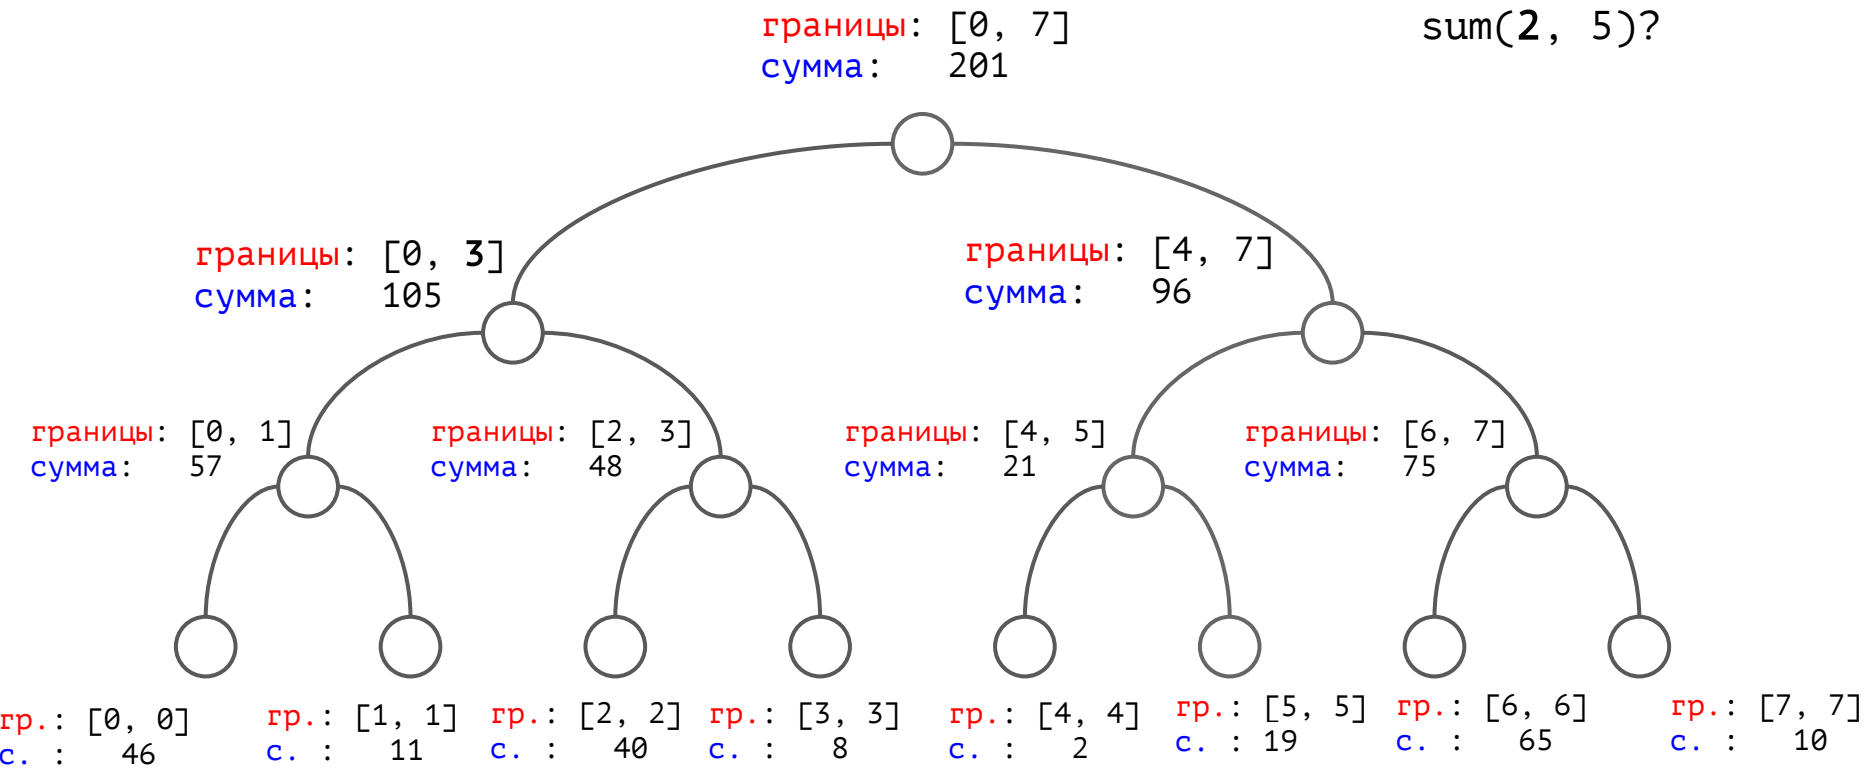 границы: [0, 7]
сумма: 201
sum(2, 5)?
границы: [0, 3]
сумма: 105
границы: [4, 7]
сумма: 96
границы: [0, 1]
сумма: 57
границы: [2, 3]
сумма: 48
границы: [4, 5]
сумма: 21
границы: [6, 7]
сумма: 75
гр.: [0, 0]
с. : 46
гр.: [1, 1]
с. : 11
гр.: [2, 2]
с. : 40
гр.: [3, 3]
с. : 8
гр.: [4, 4]
с. : 2
гр.: [5, 5]
с. : 19
гр.: [6, 6]
с. : 65
гр.: [7, 7]
с. : 10